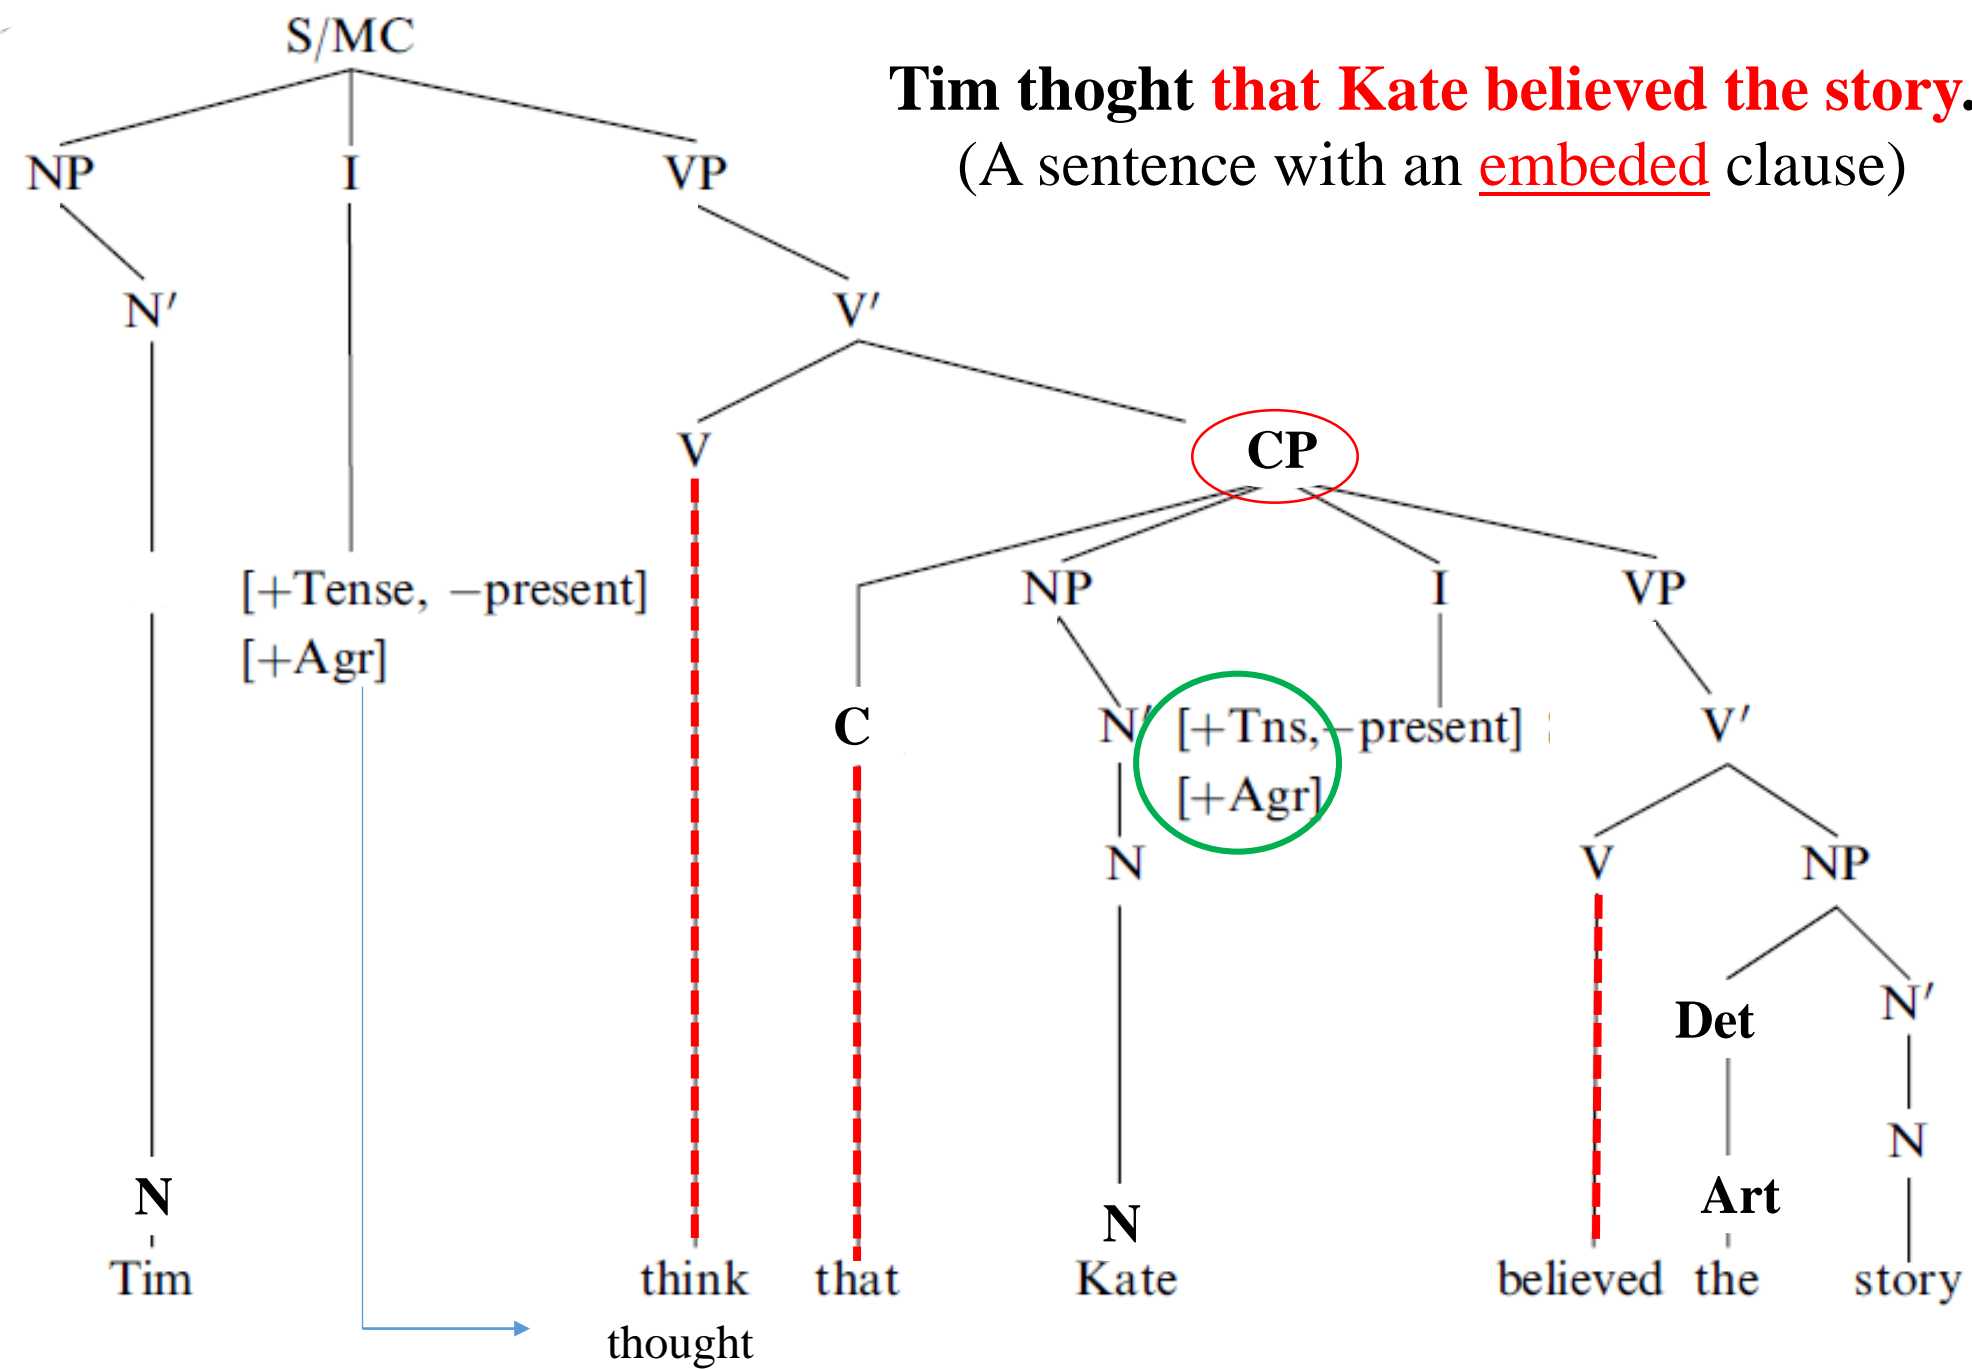 S/MC
Tim thoght that Kate believed the story.
(A sentence with an embeded clause)
NP I VP
N′ V′
V CP
[+Tense, −present] NP I VP
[+Agr]
C N′ [+Tns,−present] V′
[+Agr]
N V NP
Det N′
N
N N Art
Tim think that Kate believed the story
thought